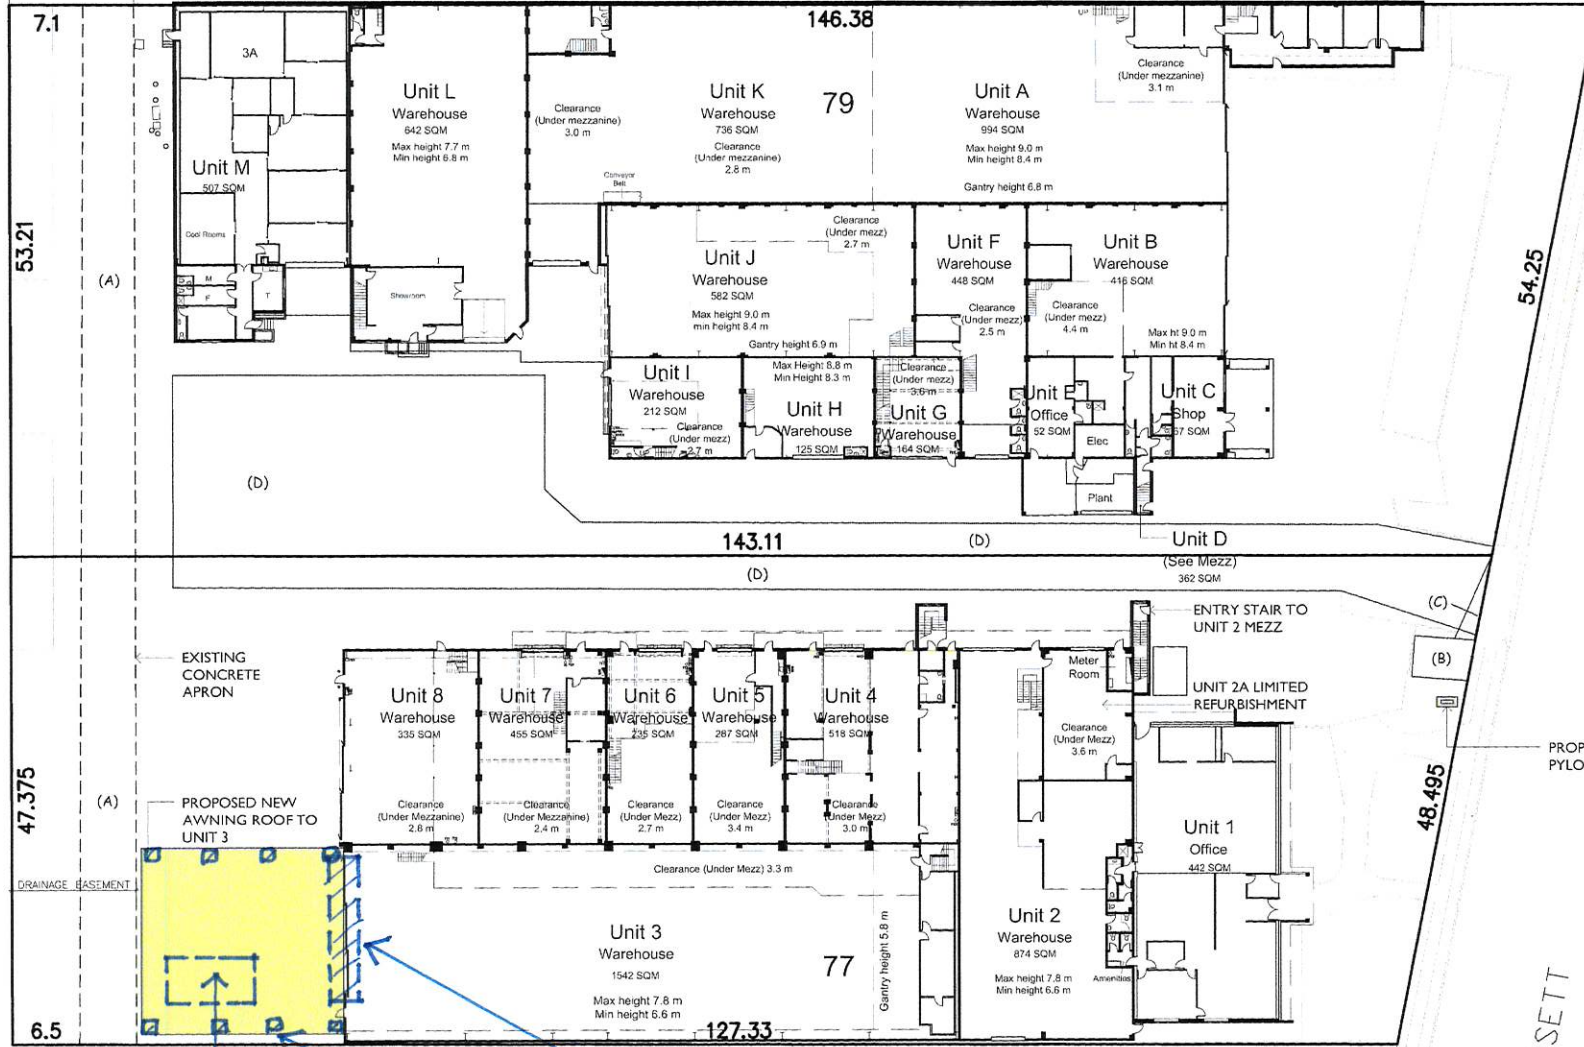 7.1
146.38
3A
Unit M
507 SQM
Cool Rooms
M
F
T
Unit L
Warehouse
642 SQM
Max height 7.7 m
Min height 6.8 m
Showroom
Clearance
(Under mezzanine)
3.0 m
Unit K
Warehouse
736 SQM
Clearance
(Under mezzanine)
2.8 m
79
Unit A
Warehouse
994 SQM
Max height 9.0 m
Min height 8.4 m
Gantry height 6.8 m
Clearance
(Under mezzanine)
3.1 m
Conveyor
Belt
Unit J
Warehouse
582 SQM
Max height 9.0 m
min height 8.4 m
Gantry height 6.9 m
Clearance
(Under mezz)
2.7 m
Unit F
Warehouse
448 SQM
Clearance
(Under mezz)
2.5 m
Unit B
Warehouse
416 SQM
Clearance
(Under mezz)
4.4 m
Max ht 9.0 m
Min ht 8.4 m
53.21
(A)
54.25
Unit I
Warehouse
212 SQM
Clearance
(Under mezz)
2.7 m
Max Height 8.8 m
Min Height 8.3 m
Unit H
Warehouse
125 SQM
Clearance
(Under mezz)
3.6 m
Unit G
Warehouse
164 SQM
Unit
Office
52 SQM
Elec
Plant
Unit C
Shop
67 SQM
(D)
143.11
(D)
Unit D
(See Mezz)
362 SQM
(D)
(C)
(B)
ENTRY STAIR TO
UNIT 2 MEZZ
EXISTING
CONCRETE
APRON
Unit 8
Warehouse
335 SQM
Clearance
(Under Mezzanine)
2.8 m
Unit 7
Warehouse
455 SQM
Clearance
(Under Mezzanine)
2.4 m
Unit 6
Warehouse
235 SQM
Clearance
(Under Mezz)
2.7 m
Unit 5
Warehouse
287 SQM
Clearance
(Under Mezz)
3.4 m
Unit 4
Warehouse
518 SQM
Clearance
(Under Mezz)
3.0 m
Meter
Room
Clearance
(Under Mezz)
3.6 m
UNIT 2A LIMITED
REFURBISHMENT
PROP
PYLO
47.375
(A)
PROPOSED NEW
AWNING ROOF TO
UNIT 3
48.495
Unit 1
Office
442 SQM
DRAINAGE EASEMENT
Clearance (Under Mezz) 3.3 m
Unit 3
Warehouse
1542 SQM
Max height 7.8 m
Min height 6.6 m
77
Gantry height 5.8 m
Unit 2
Warehouse
874 SQM
Max height 7.8 m
Min height 6.6 m
Amenities
6.5
127.33
SETT